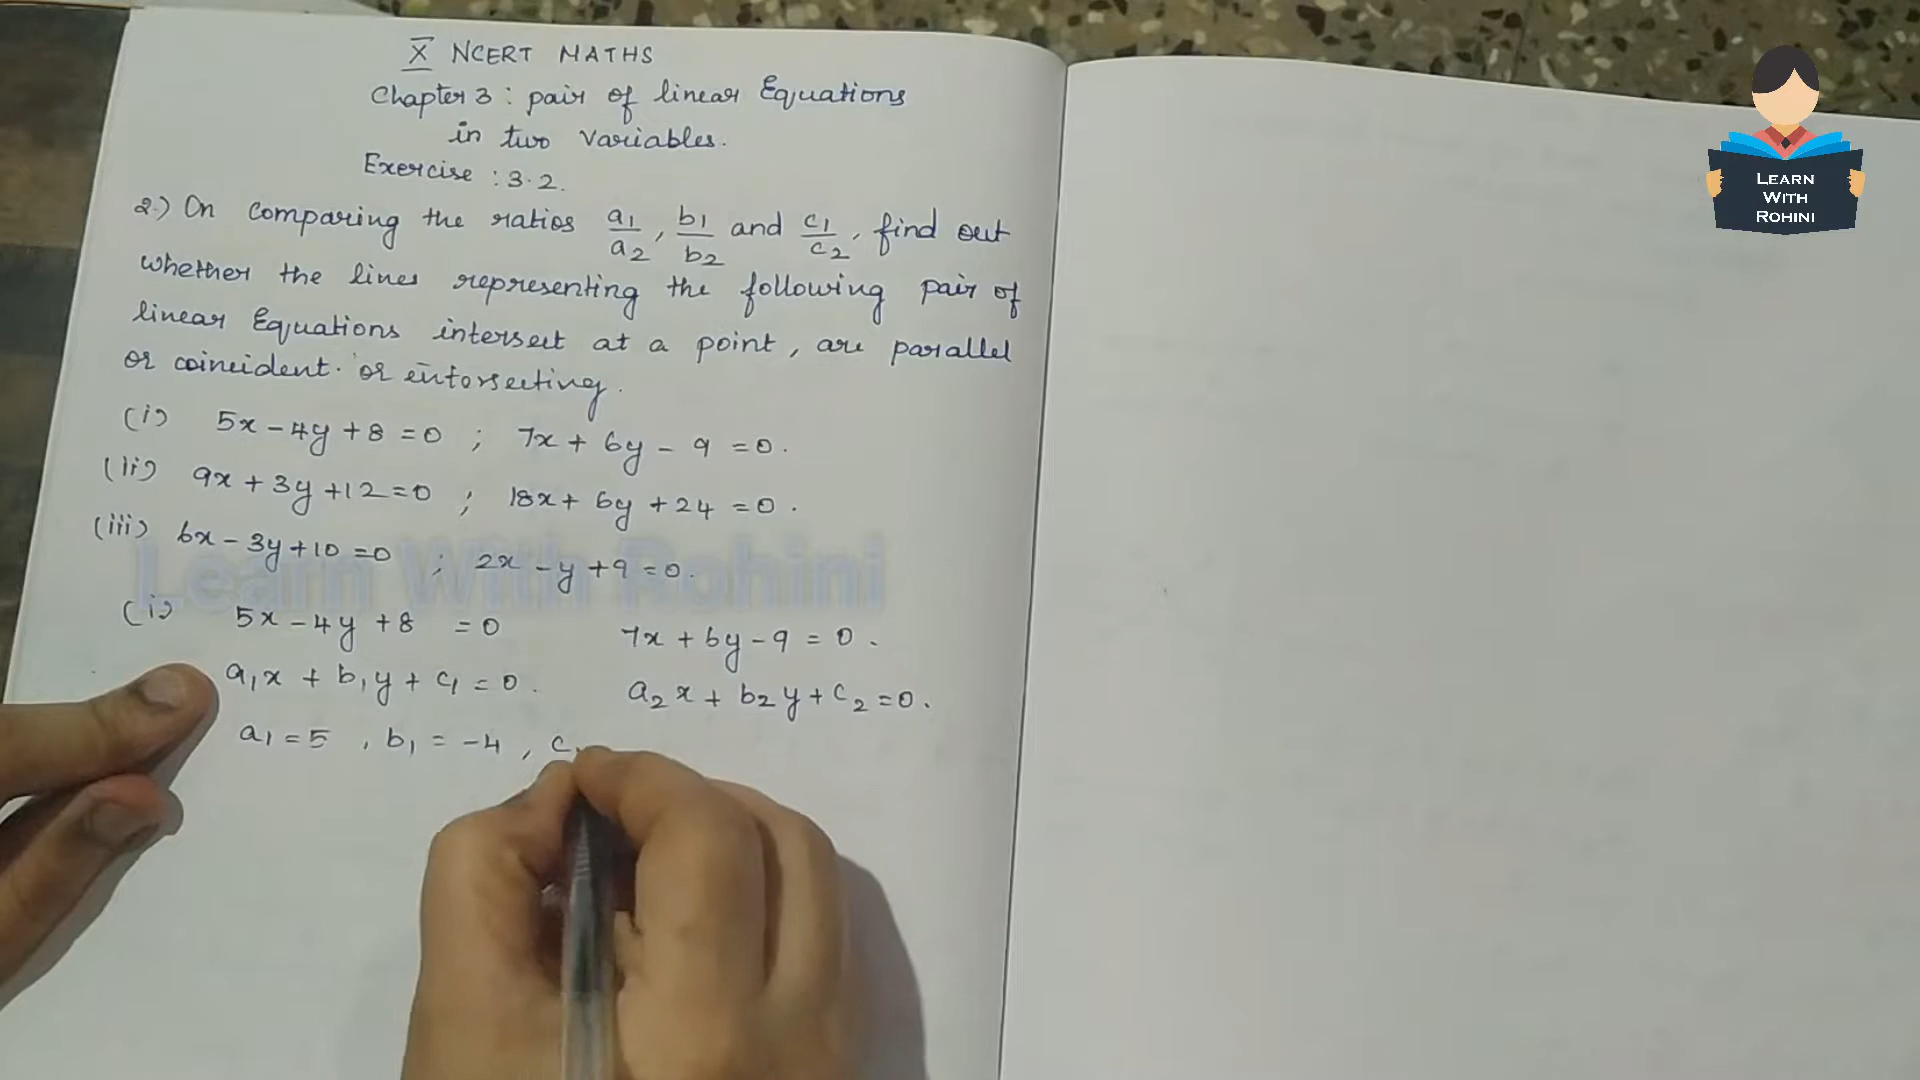 X NCERT MATHS
Chapter 3 : pair of linear Equations
in two variables.
Exercise : 3.2.
2.) On comparing the ratios a1/a2, b1/b2 and c1/c2, find out
whether the lines representing the following pair of
linear Equations intersect at a point, are parallel
or coincident. or intersecting.
(i) 5x - 4y + 8 = 0 ; 7x + 6y - 9 = 0.
(ii) 9x + 3y + 12 = 0 ; 18x + 6y + 24 = 0.
(iii) 6x - 3y + 10 = 0 ; 2x - y + 9 = 0.
Learn With Rohini
(i) 5x - 4y + 8 = 0 7x + 6y - 9 = 0.
a1x + b1y + c1 = 0. a2x + b2y + c2 = 0.
a1 = 5 , b1 = -4 , c
LEARN
WITH
ROHINI